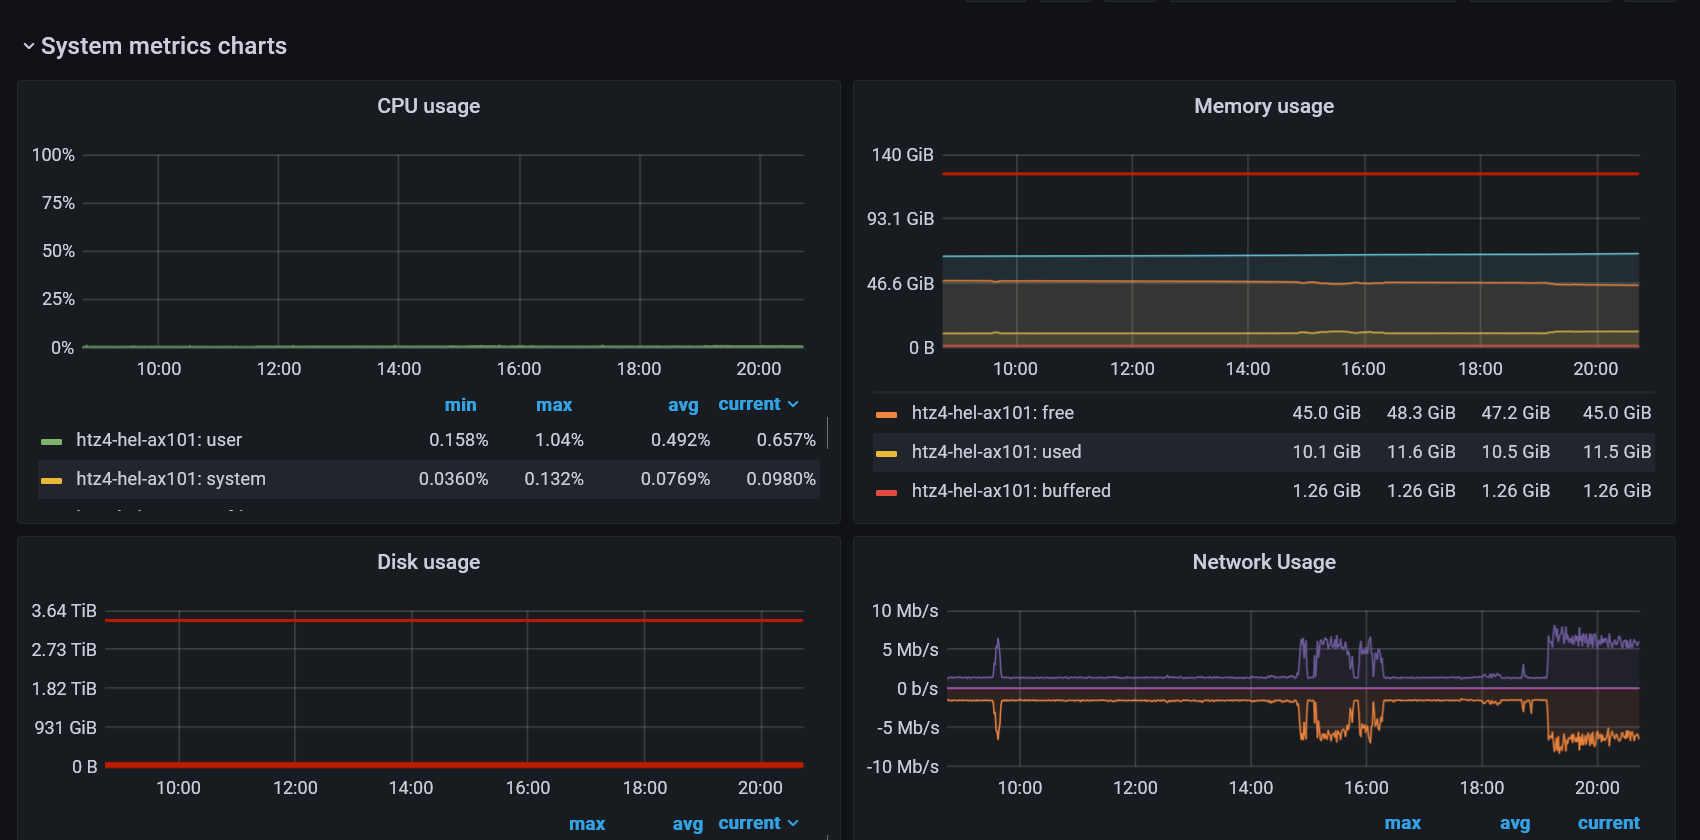 System metrics charts
CPU usage
100%
75%
50%
25%
0%
10:00 12:00 14:00 16:00 18:00 20:00
min max avg current
htz4-hel-ax101: user 0.158% 1.04% 0.492% 0.657%
htz4-hel-ax101: system 0.0360% 0.132% 0.0769% 0.0980%
Memory usage
140 GiB
93.1 GiB
46.6 GiB
0 B
10:00 12:00 14:00 16:00 18:00 20:00
htz4-hel-ax101: free 45.0 GiB 48.3 GiB 47.2 GiB 45.0 GiB
htz4-hel-ax101: used 10.1 GiB 11.6 GiB 10.5 GiB 11.5 GiB
htz4-hel-ax101: buffered 1.26 GiB 1.26 GiB 1.26 GiB 1.26 GiB
Disk usage
3.64 TiB
2.73 TiB
1.82 TiB
931 GiB
0 B
10:00 12:00 14:00 16:00 18:00 20:00
max avg current
Network Usage
10 Mb/s
5 Mb/s
0 b/s
-5 Mb/s
-10 Mb/s
10:00 12:00 14:00 16:00 18:00 20:00
max avg current